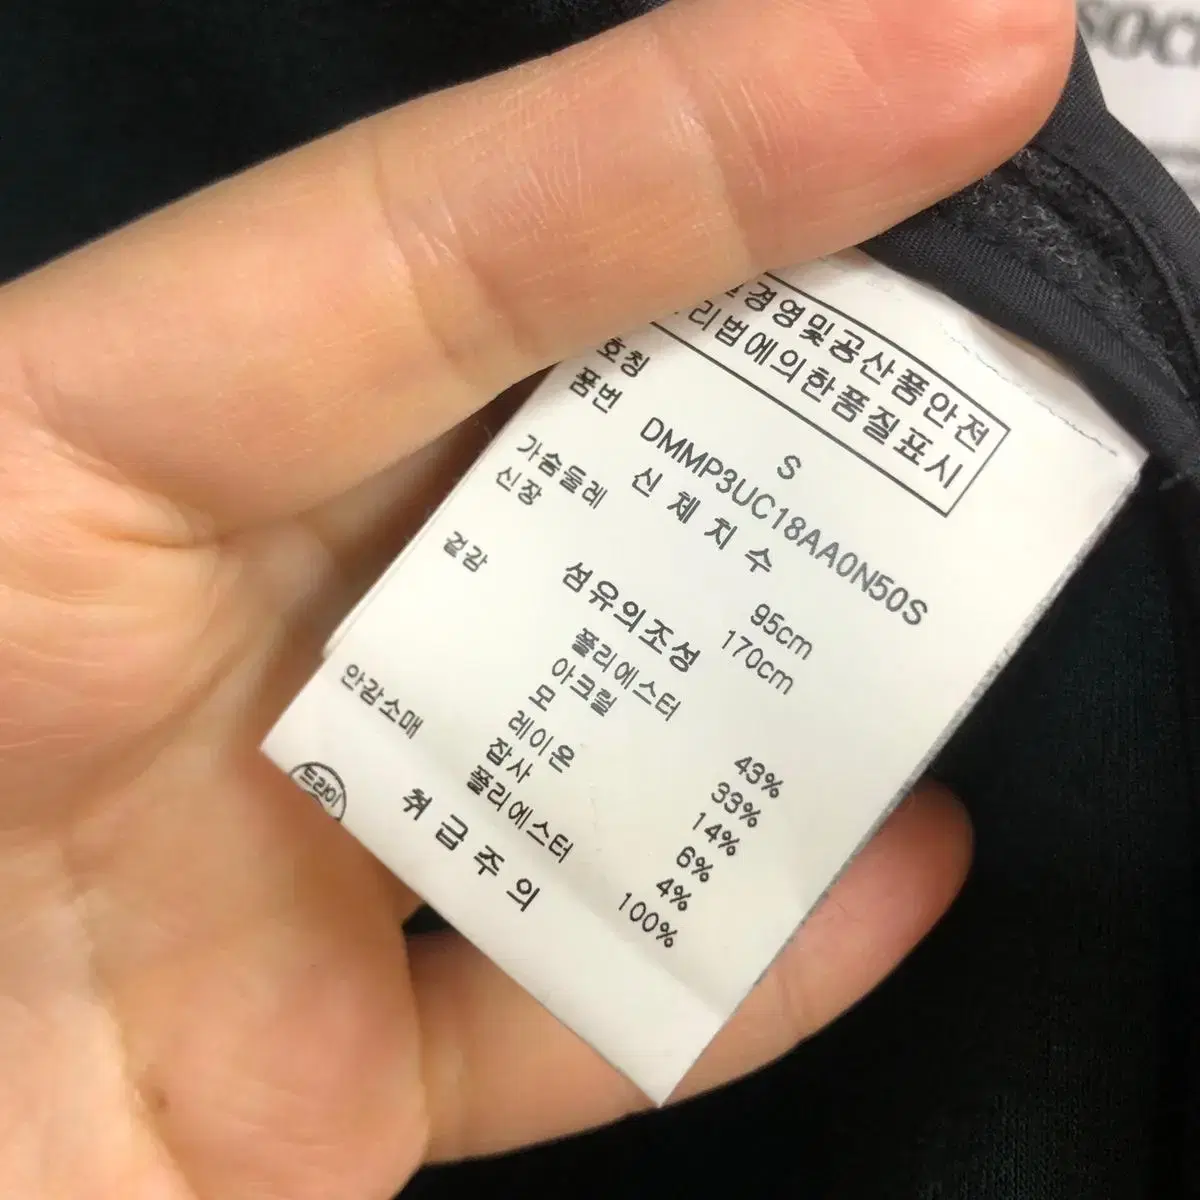 경영및공산품안전
리법에의한품질표시
호칭 S
품번 DMMP3UC18AA0N50S
신체지수
가슴둘레 95cm
신장 170cm
섬유의조성
겉감 폴리에스터 43%
아크릴 33%
모 14%
레이온 6%
잡사 4%
안감소매 폴리에스터 100%
취급주의
드라이